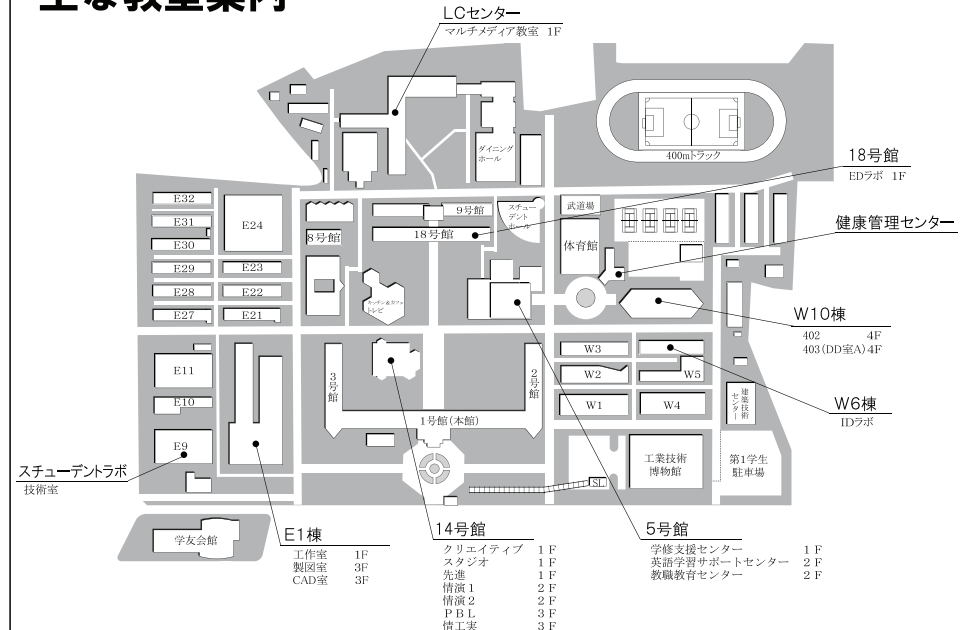 主な教室案内
LCセンター
マルチメディア教室 1F
400mトラック
ダイニング
ホール
18号館
EDラボ 1F
健康管理センター
E32
E31
E30
E29
E28
E27
E24
E23
E22
E21
8号館
9号館
18号館
スチュー
デント
ホール
武道場
体育館
キッチン&カフェ
トレビ
W10棟
402 4F
403(DD室A)4F
E11
E10
E9
3号館
2号館
1号館(本館)
W3
W2
W1
W5
W4
建築技術
センター
W6棟
IDラボ
スチューデントラボ
技術室
工業技術
博物館
第1学生
駐車場
SL
学友会館
E1棟
工作室 1F
製図室 3F
CAD室 3F
14号館
クリエイティブ 1F
スタジオ 1F
先進 1F
情演1 2F
情演2 2F
PBL 3F
情工実 3F
5号館
学修支援センター 1F
英語学習サポートセンター 2F
教職教育センター 2F